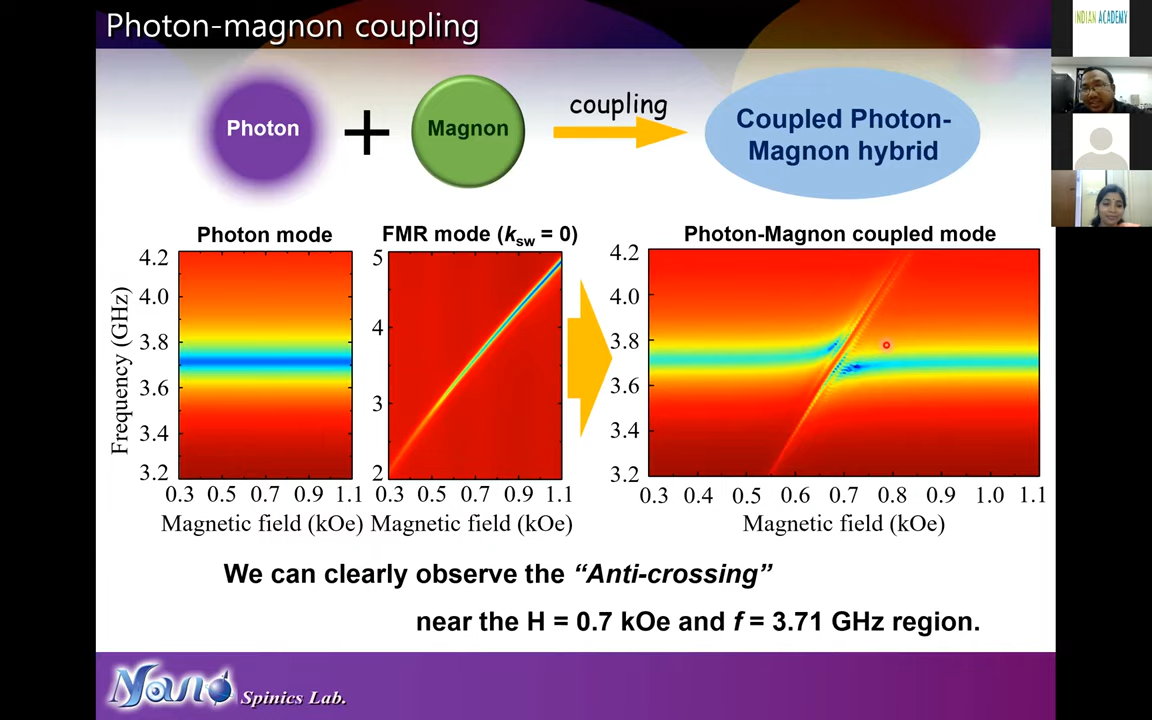 Photon-magnon coupling
INDIAN ACADEMY
Photon
+
Magnon
coupling
Coupled Photon-
Magnon hybrid
Photon mode
FMR mode (ksw = 0)
Photon-Magnon coupled mode
Frequency (GHz)
4.2
4.0
3.8
3.6
3.4
3.2
0.3 0.5 0.7 0.9 1.1
Magnetic field (kOe)
5
4
3
2
0.3 0.5 0.7 0.9 1.1
Magnetic field (kOe)
4.2
4.0
3.8
3.6
3.4
3.2
0.3 0.4 0.5 0.6 0.7 0.8 0.9 1.0 1.1
Magnetic field (kOe)
We can clearly observe the “Anti-crossing”
near the H = 0.7 kOe and f = 3.71 GHz region.
Nano Spinics Lab.